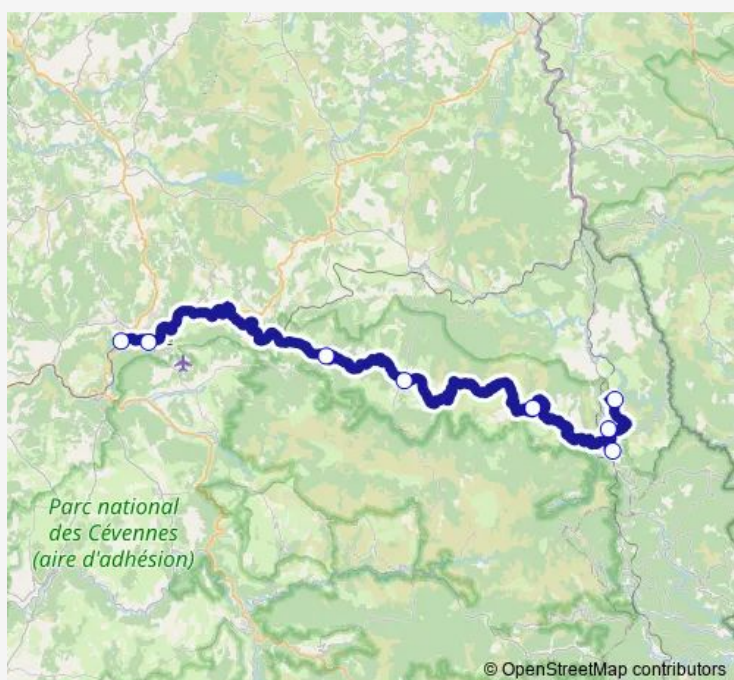 Parc national
des Cévennes
(aire d'adhésion)
© OpenStreetMap contributors